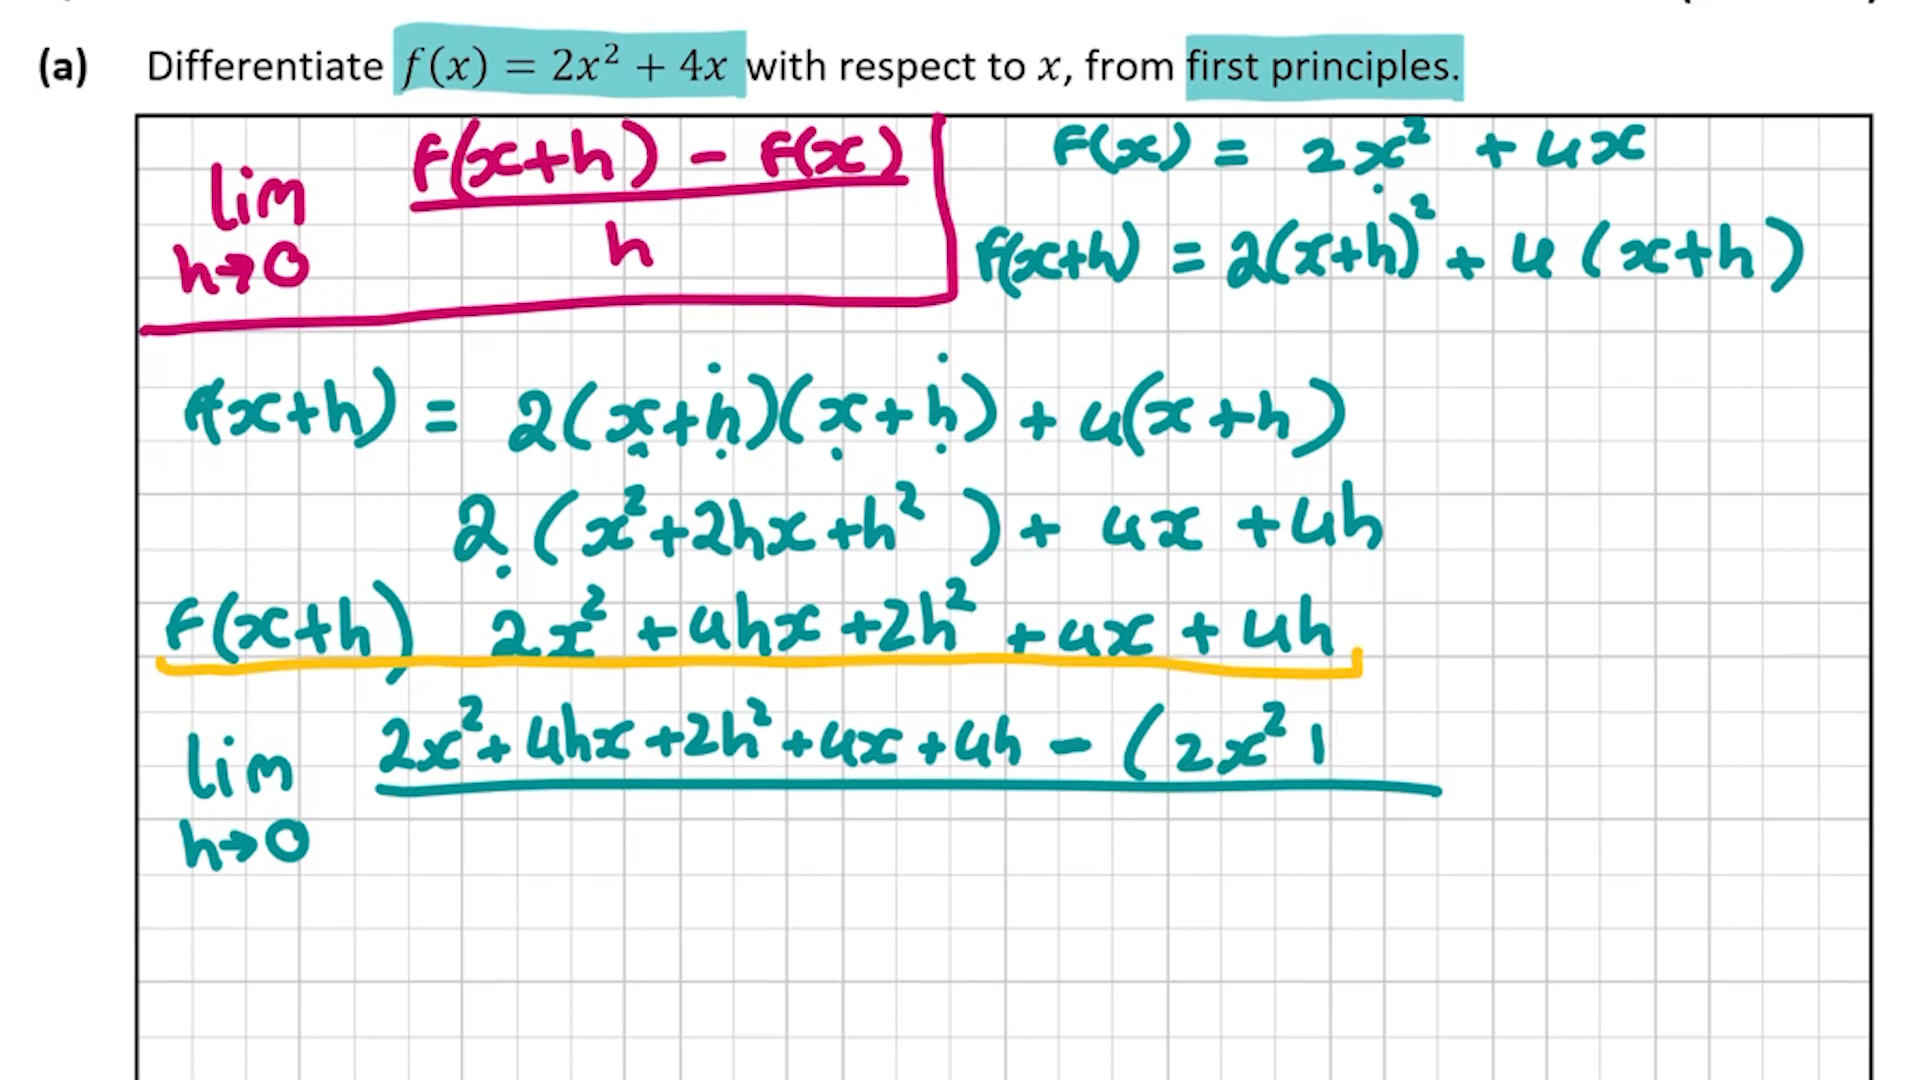 (a) Differentiate f(x) = 2x² + 4x with respect to x, from first principles.
lim h→0 f(x+h) - f(x) / h
f(x) = 2x² + 4x
f(x+h) = 2(x+h)² + 4(x+h)
f(x+h) = 2(x+h)(x+h) + 4(x+h)
2(x²+2hx+h²) + 4x + 4h
f(x+h) 2x² + 4hx + 2h² + 4x + 4h
lim h→0 2x² + 4hx + 2h² + 4x + 4h - (2x²